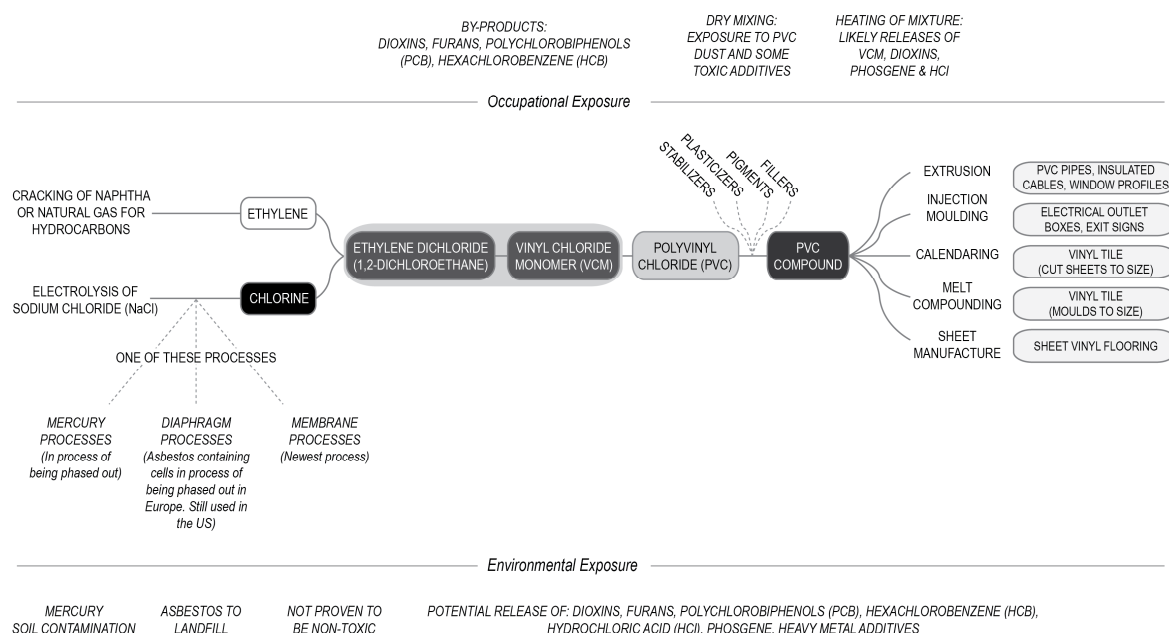 BY-PRODUCTS:
DIOXINS, FURANS, POLYCHLOROBIPHENOLS
(PCB), HEXACHLOROBENZENE (HCB)
DRY MIXING:
EXPOSURE TO PVC
DUST AND SOME
TOXIC ADDITIVES
HEATING OF MIXTURE:
LIKELY RELEASES OF
VCM, DIOXINS,
PHOSGENE & HCl
Occupational Exposure
CRACKING OF NAPHTHA
OR NATURAL GAS FOR
HYDROCARBONS
ETHYLENE
ELECTROLYSIS OF
SODIUM CHLORIDE (NaCl)
CHLORINE
ONE OF THESE PROCESSES
MERCURY
PROCESSES
(In process of
being phased out)
DIAPHRAGM
PROCESSES
(Asbestos containing
cells in process of
being phased out in
Europe. Still used in
the US)
MEMBRANE
PROCESSES
(Newest process)
ETHYLENE DICHLORIDE
(1,2-DICHLOROETHANE)
VINYL CHLORIDE
MONOMER (VCM)
POLYVINYL
CHLORIDE (PVC)
STABILIZERS
PLASTICIZERS
PIGMENTS
FILLERS
PVC
COMPOUND
EXTRUSION
PVC PIPES, INSULATED
CABLES, WINDOW PROFILES
INJECTION
MOULDING
ELECTRICAL OUTLET
BOXES, EXIT SIGNS
CALENDARING
VINYL TILE
(CUT SHEETS TO SIZE)
MELT
COMPOUNDING
VINYL TILE
(MOULDS TO SIZE)
SHEET
MANUFACTURE
SHEET VINYL FLOORING
Environmental Exposure
MERCURY
SOIL CONTAMINATION
ASBESTOS TO
LANDFILL
NOT PROVEN TO
BE NON-TOXIC
POTENTIAL RELEASE OF: DIOXINS, FURANS, POLYCHLOROBIPHENOLS (PCB), HEXACHLOROBENZENE (HCB),
HYDROCHLORIC ACID (HCl), PHOSGENE, HEAVY METAL ADDITIVES